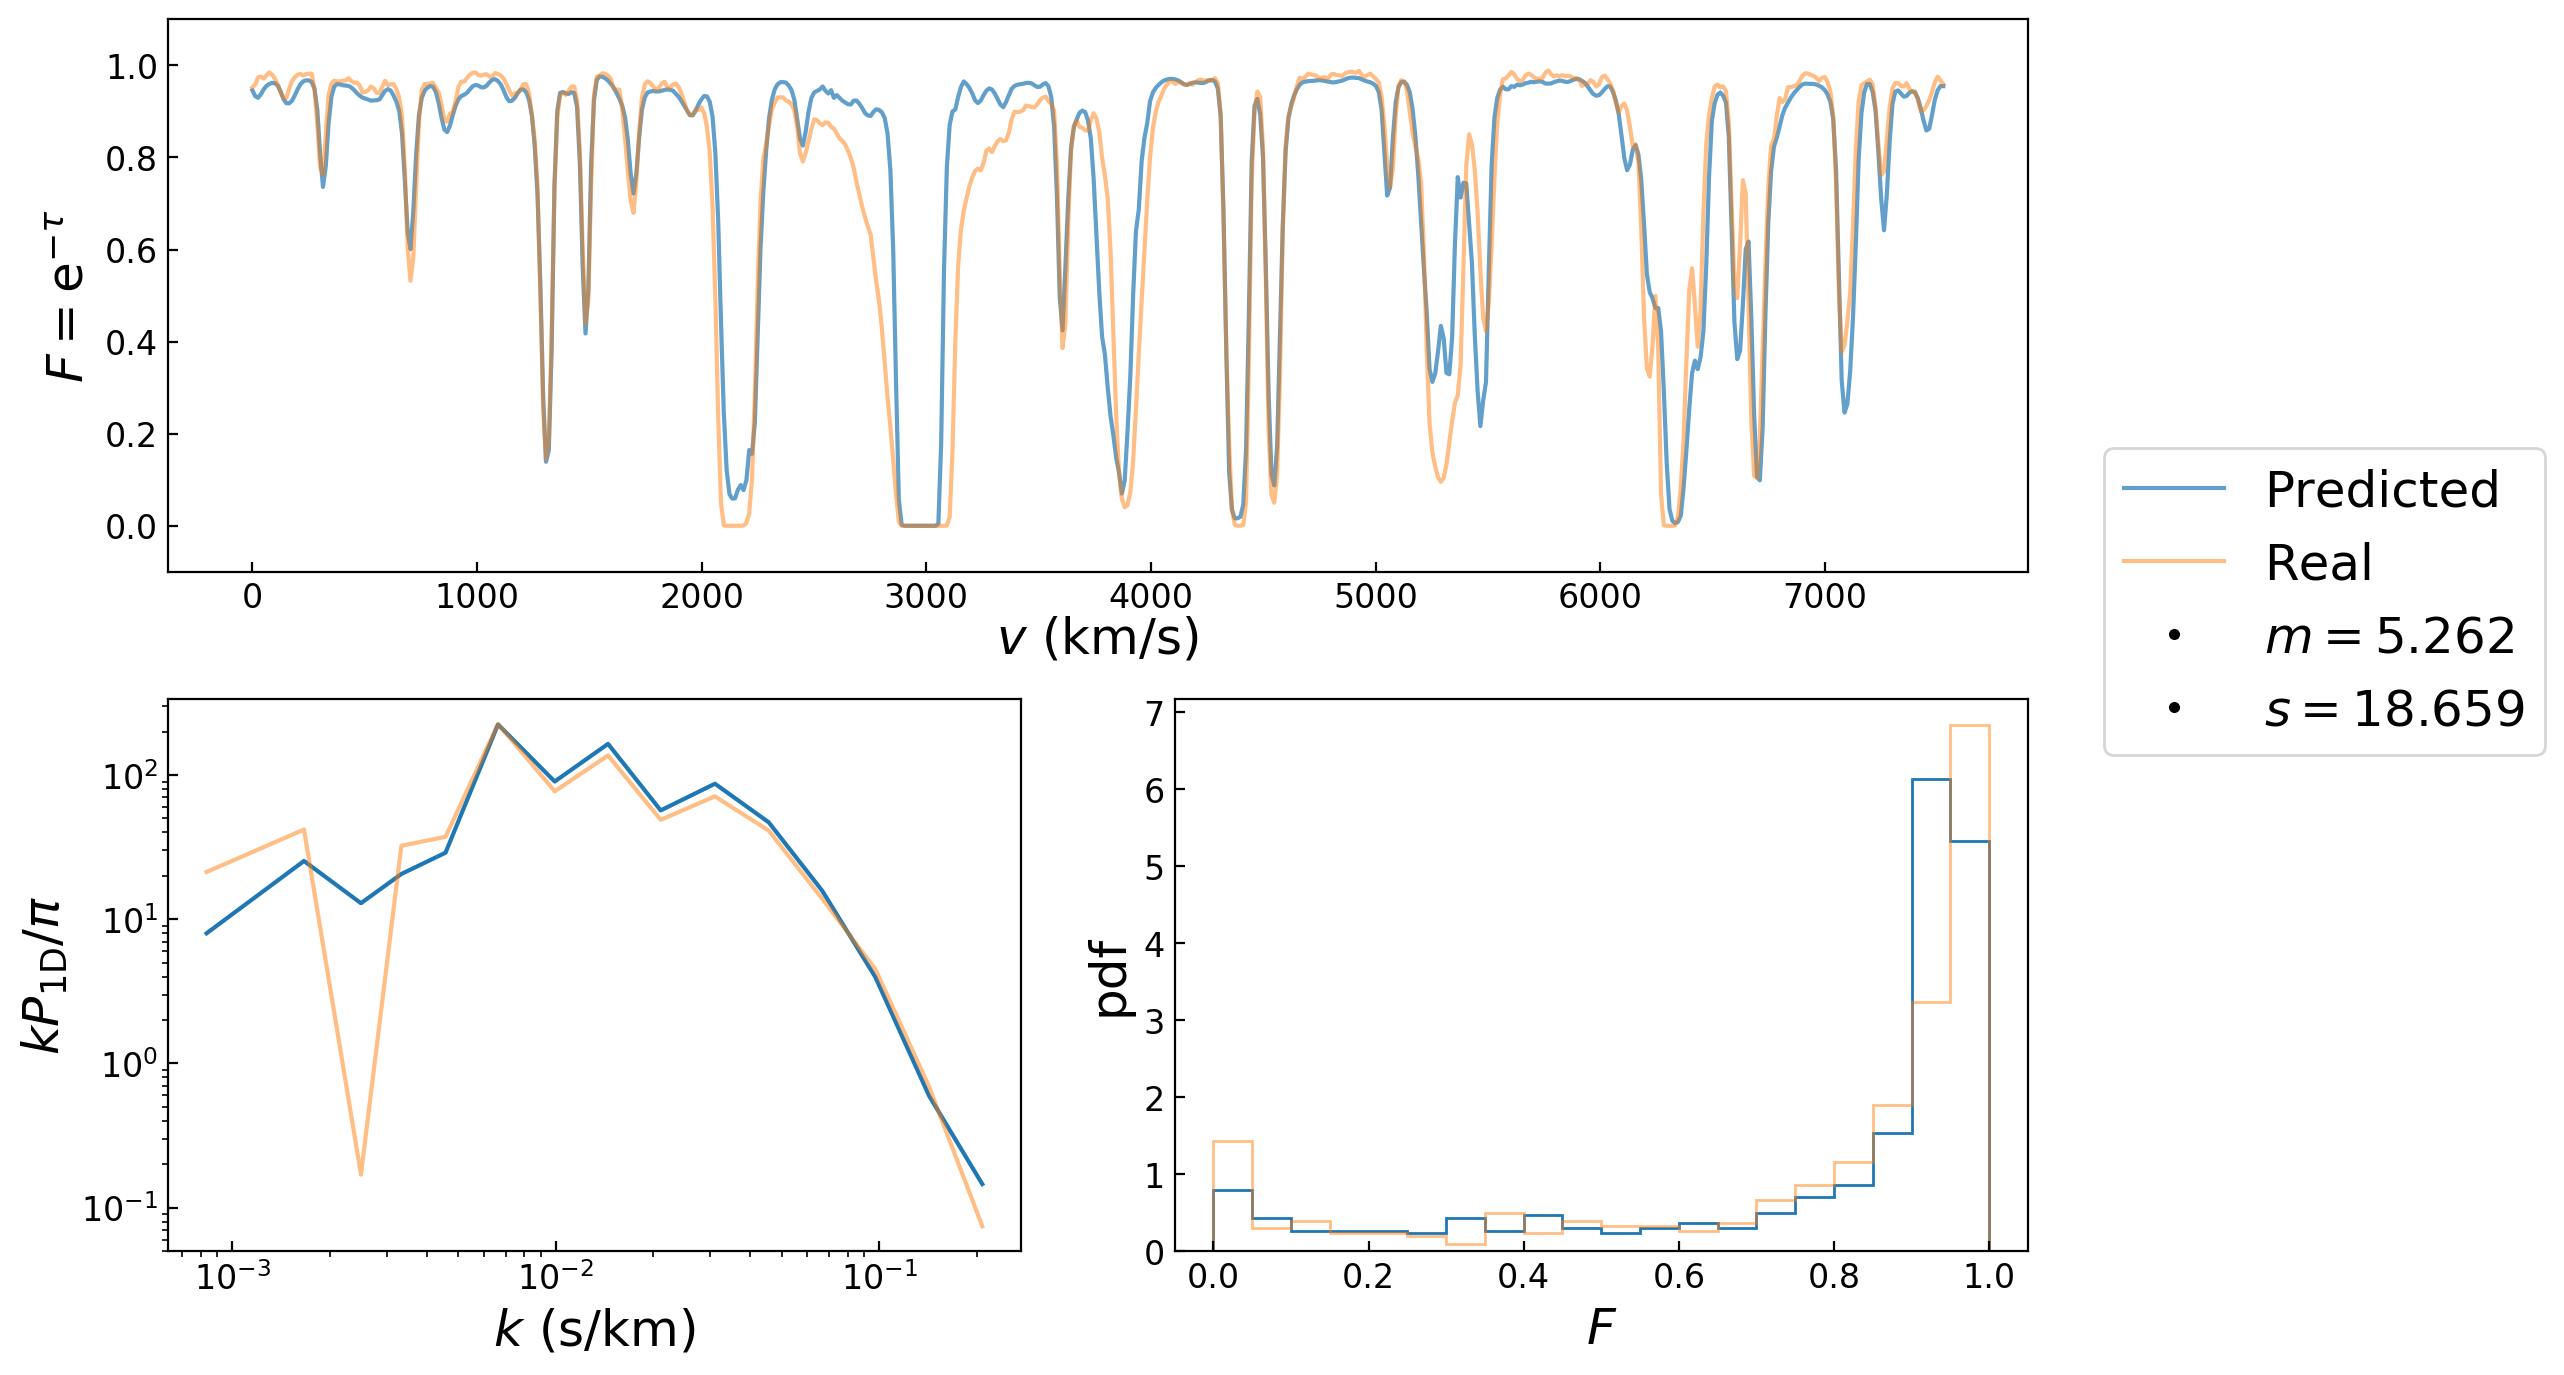 1.0
0.8
0.6
0.4
0.2
0.0
F = e^{−τ}
0 1000 2000 3000 4000 5000 6000 7000
v (km/s)
Predicted
Real
m = 5.262
s = 18.659
10^2
10^1
10^0
10^{−1}
kP_{1D}/π
10^{−3} 10^{−2} 10^{−1}
k (s/km)
7
6
5
4
3
2
1
0
pdf
0.0 0.2 0.4 0.6 0.8 1.0
F